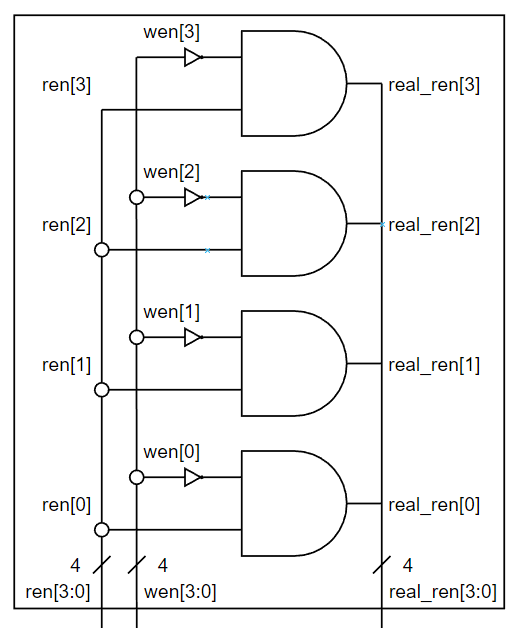 wen[3]
ren[3]
real_ren[3]
wen[2]
ren[2]
real_ren[2]
wen[1]
ren[1]
real_ren[1]
wen[0]
ren[0]
real_ren[0]
4
4
4
ren[3:0]
wen[3:0]
real_ren[3:0]